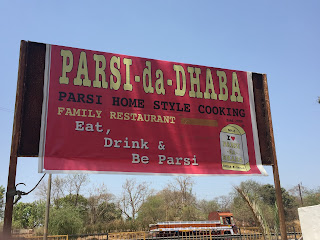 PARSI-da-DHABA
PARSI HOME STYLE COOKING
FAMILY RESTAURANT
Eat,
Drink &
Be Parsi
I ♥